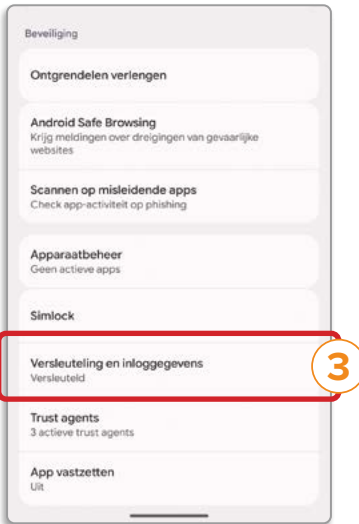 Beveiliging
Ontgrendelen verlengen
Android Safe Browsing
Krijg meldingen over dreigingen van gevaarlijke
websites
Scannen op misleidende apps
Check app-activiteit op phishing
Apparaatbeheer
Geen actieve apps
Simlock
Versleuteling en inloggegevens
Versleuteld
3
Trust agents
3 actieve trust agents
App vastzetten
Uit